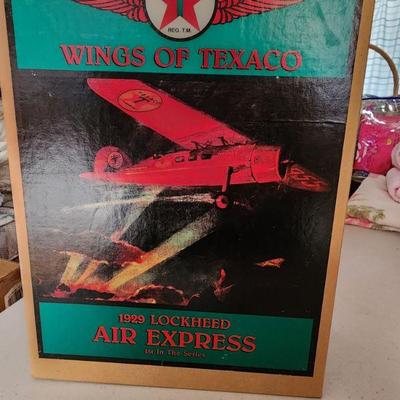 T
REG. T.M.
WINGS OF TEXACO
1929 LOCKHEED
AIR EXPRESS
1st In The Series